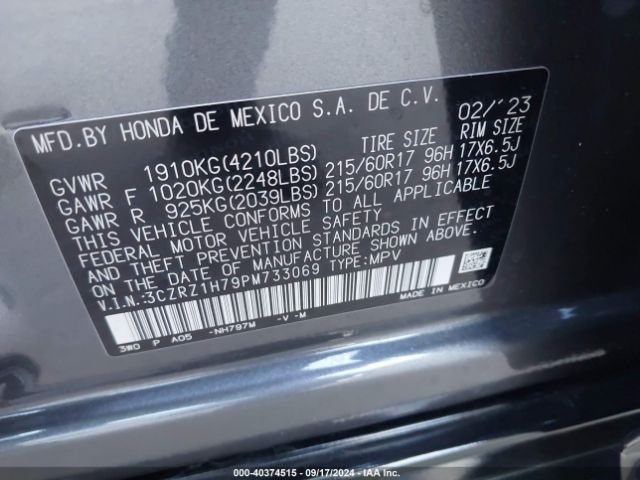 MFD.BY HONDA DE MEXICO S.A. DE C.V. 02/'23
TIRE SIZE RIM SIZE
GVWR 1910KG(4210LBS)
GAWR F 1020KG(2248LBS) 215/60R17 96H 17X6.5J
GAWR R 925KG(2039LBS) 215/60R17 96H 17X6.5J
THIS VEHICLE CONFORMS TO ALL APPLICABLE
FEDERAL MOTOR VEHICLE SAFETY
AND THEFT PREVENTION STANDARDS IN EFFECT
ON THE DATE OF MANUFACTURE SHOWN ABOVE.
V.I.N.:3CZRZ1H79PM733069 TYPE:MPV
MADE IN MEXICO
3W0 P A05 -NH797M -V -M
00-40374515 - 09/17/2024 - IAA Inc.